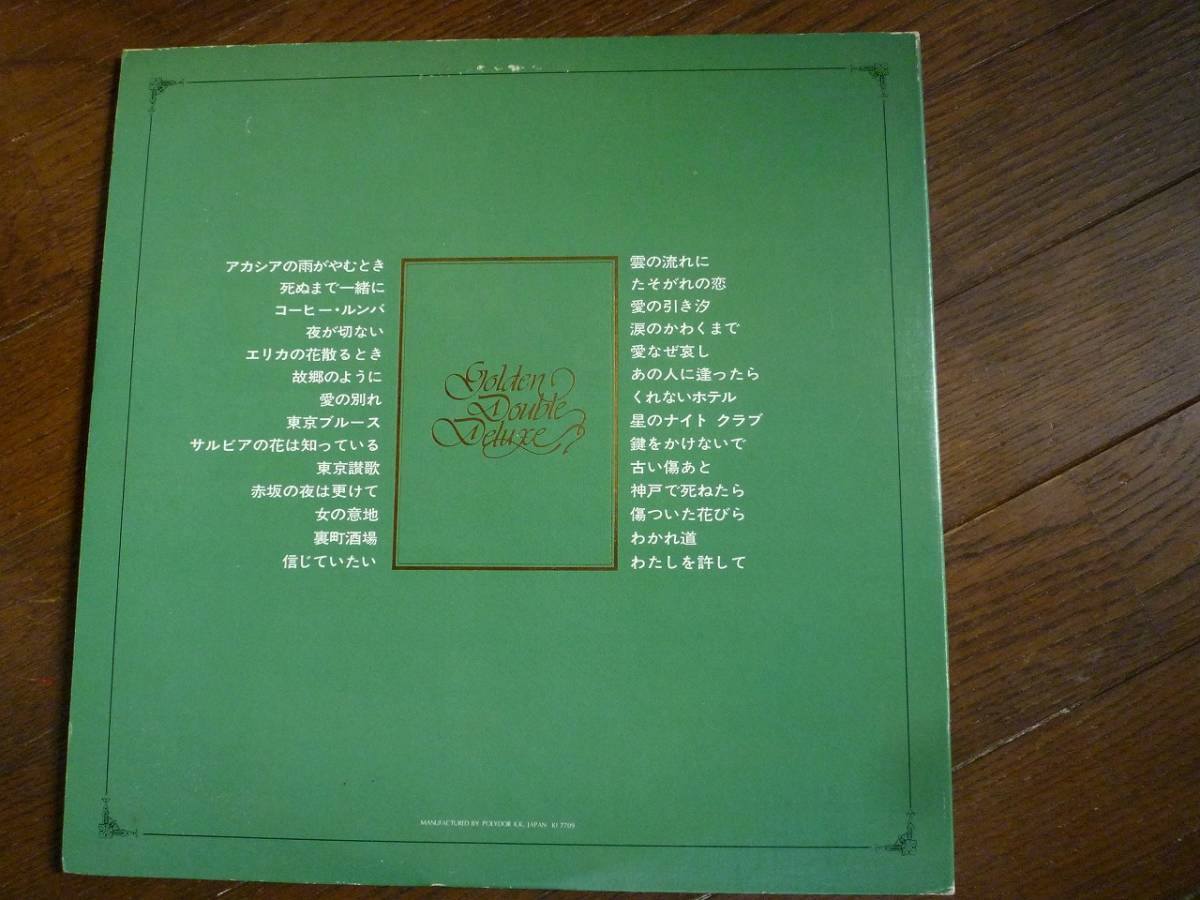 アカシアの雨がやむとき
死ぬまで一緒に
コーヒー・ルンバ
夜が切ない
エリカの花散るとき
故郷のように
愛の別れ
東京ブルース
サルビアの花は知っている
東京讃歌
赤坂の夜は更けて
女の意地
裏町酒場
信じていたい
Golden
Double
Deluxe
雲の流れに
たそがれの恋
愛の引き汐
涙のかわくまで
愛なぜ哀し
あの人に逢ったら
くれないホテル
星のナイト クラブ
鍵をかけないで
古い傷あと
神戸で死ねたら
傷ついた花びら
わかれ道
わたしを許して
MANUFACTURED BY POLYDOR K.K., JAPAN KI 7709